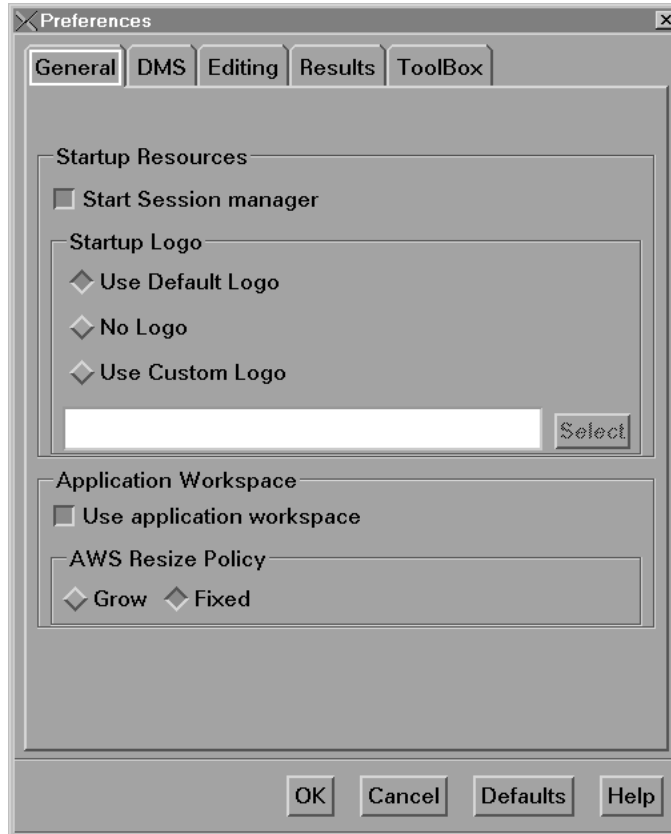 Preferences
General DMS Editing Results ToolBox
Startup Resources
Start Session manager
Startup Logo
Use Default Logo
No Logo
Use Custom Logo
Select
Application Workspace
Use application workspace
AWS Resize Policy
Grow Fixed
OK Cancel Defaults Help